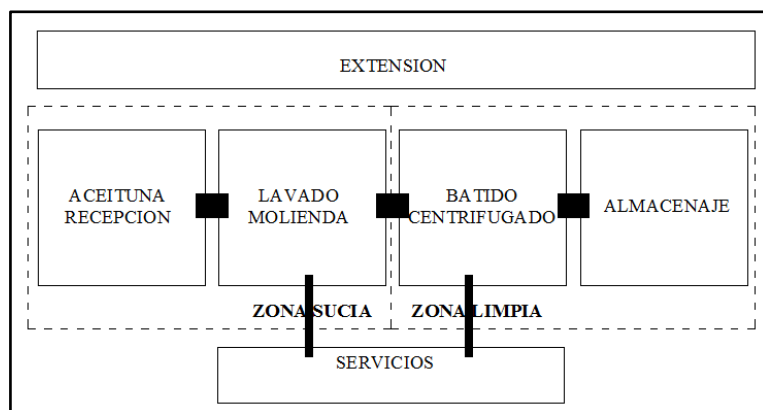 EXTENSION
ACEITUNA
RECEPCION
LAVADO
MOLIENDA
BATIDO
CENTRIFUGADO
ALMACENAJE
ZONA SUCIA
ZONA LIMPIA
SERVICIOS